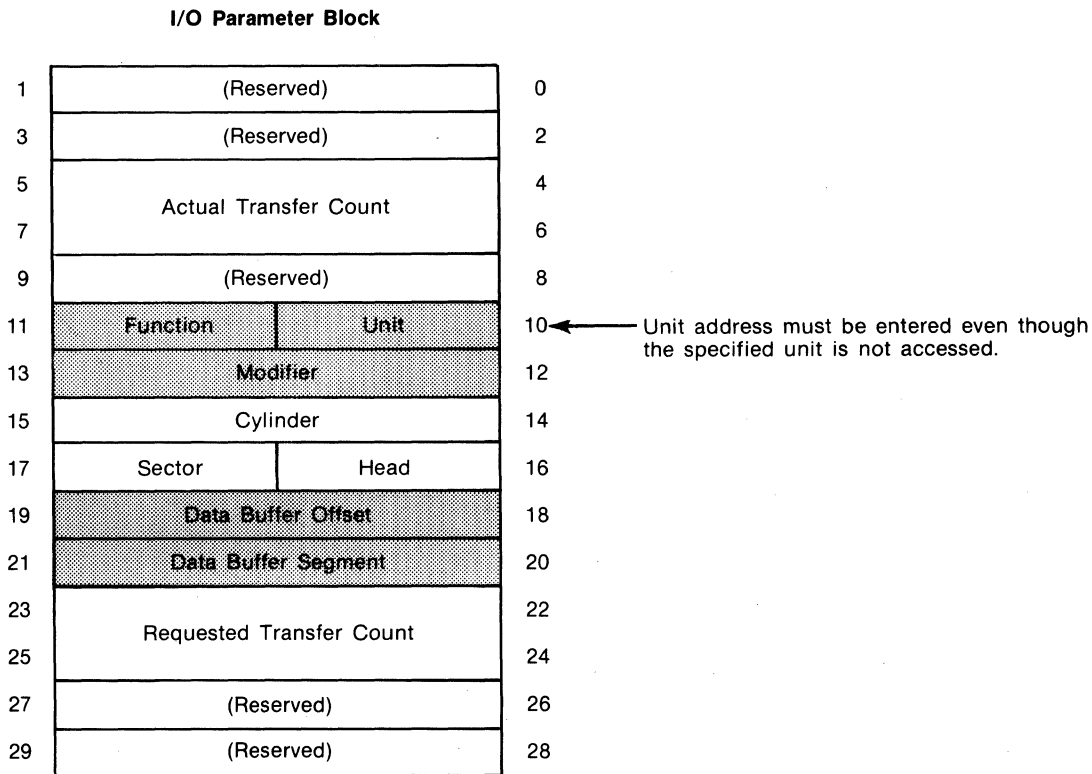 I/O Parameter Block
1 (Reserved) 0
3 (Reserved) 2
5 4
Actual Transfer Count
7 6
9 (Reserved) 8
11 Function Unit 10 Unit address must be entered even though
the specified unit is not accessed.
13 Modifier 12
15 Cylinder 14
17 Sector Head 16
19 Data Buffer Offset 18
21 Data Buffer Segment 20
23 22
Requested Transfer Count
25 24
27 (Reserved) 26
29 (Reserved) 28